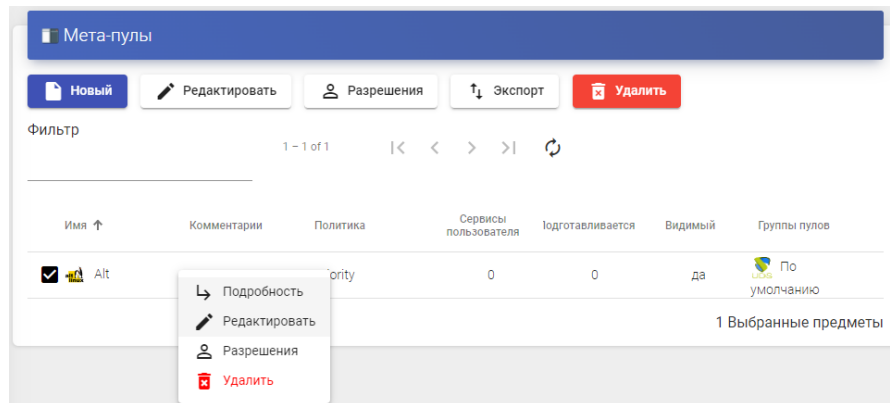 Мета-пулы
Новый Редактировать Разрешения Экспорт Удалить
Фильтр
1 – 1 of 1
Имя Комментарии Политика Сервисы пользователя Видимый Группы пулов
Alt 0 0 да По умолчанию
Подробность
Редактировать
Разрешения
Удалить
1 Выбранные предметы